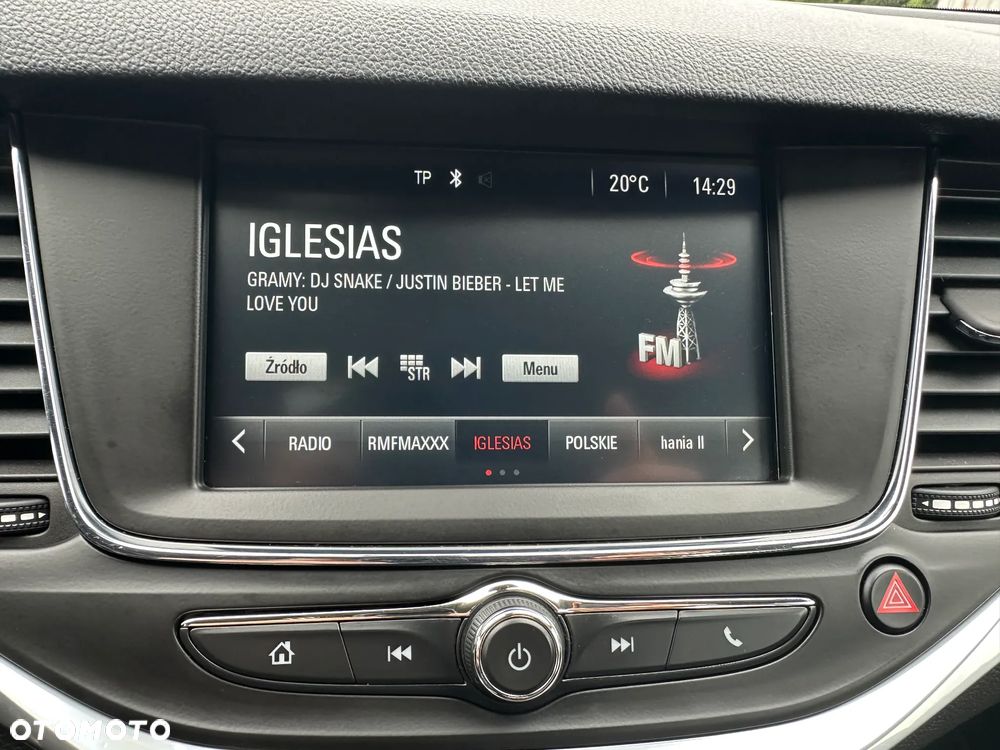 TP 20°C 14:29
IGLESIAS
GRAMY: DJ SNAKE / JUSTIN BIEBER - LET ME
LOVE YOU
FM
Źródło STR Menu
RADIO RMFMAXXX IGLESIAS POLSKIE hania II
OTOMOTO